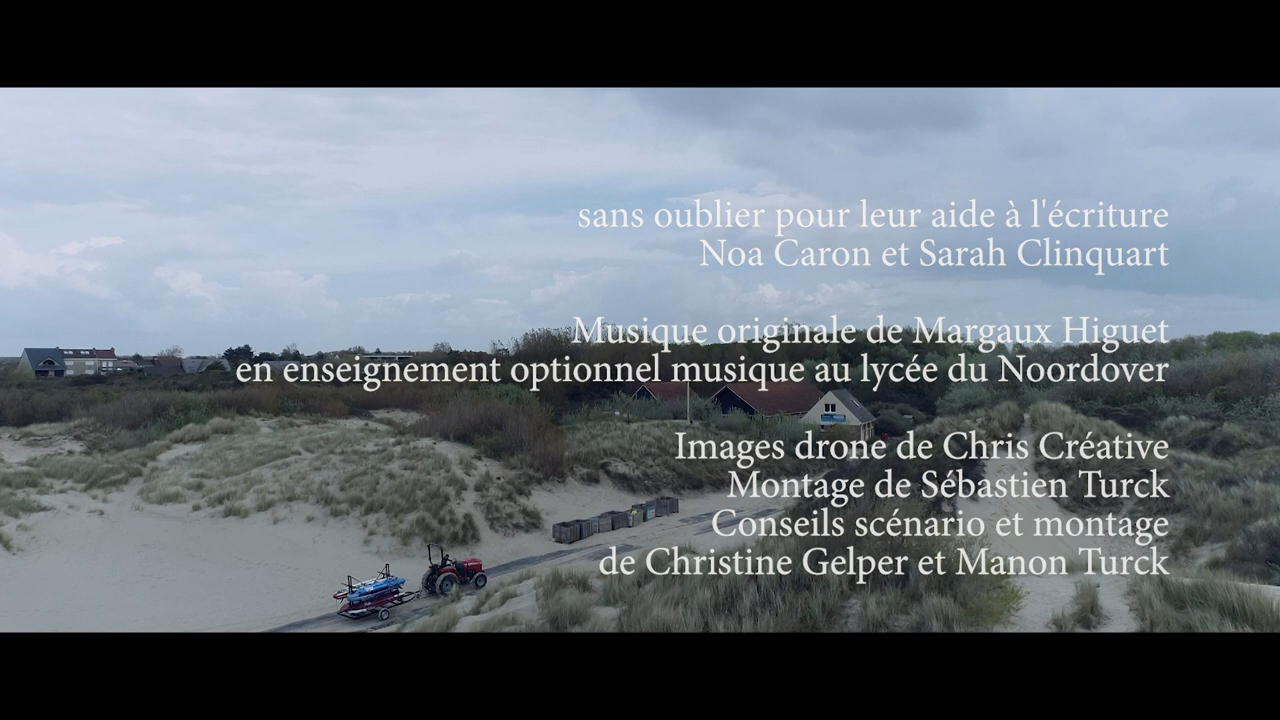 sans oublier pour leur aide à l'écriture
Noa Caron et Sarah Clinquart
Musique originale de Margaux Higuet
en enseignement optionnel musique au lycée du Noordover
Images drone de Chris Créative
Montage de Sébastien Turck
Conseils scénario et montage
de Christine Gelper et Manon Turck